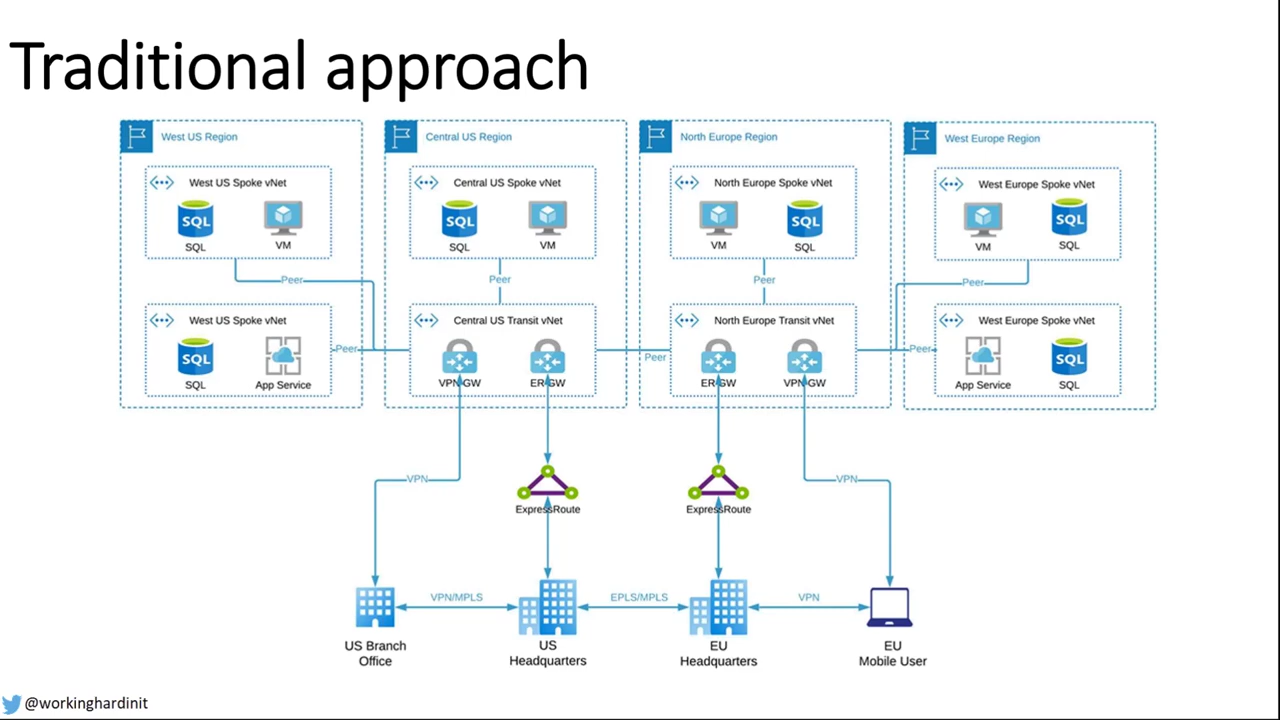 Traditional approach
West US Region
Central US Region
North Europe Region
West Europe Region
West US Spoke vNet
Central US Spoke vNet
North Europe Spoke vNet
West Europe Spoke vNet
SQL
SQL
VM
SQL
SQL
VM
VM
SQL
SQL
VM
SQL
SQL
Peer
Peer
Peer
Peer
West US Spoke vNet
Central US Transit vNet
North Europe Transit vNet
West Europe Spoke vNet
Peer
Peer
Peer
SQL
SQL
App Service
VPN-GW
ER-GW
ER-GW
VPN-GW
App Service
SQL
SQL
VPN
VPN
ExpressRoute
ExpressRoute
VPN/MPLS
EPLS/MPLS
VPN
US Branch
Office
US
Headquarters
EU
Headquarters
EU
Mobile User
@workinghardinit